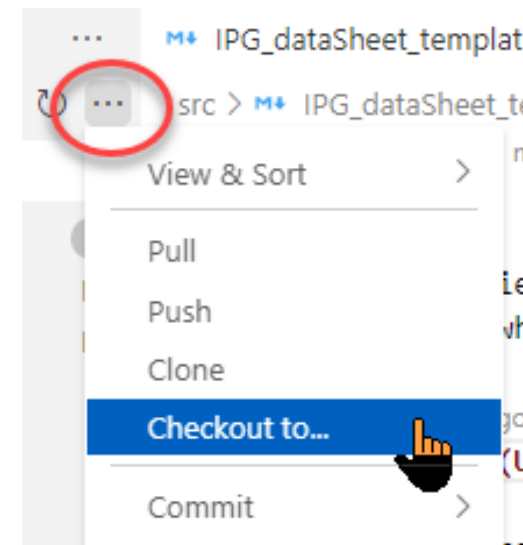 ... M↓ IPG_dataSheet_templat
... src > M↓ IPG_dataSheet_te
View & Sort >
Pull
Push
Clone
Checkout to...
(U
Commit >